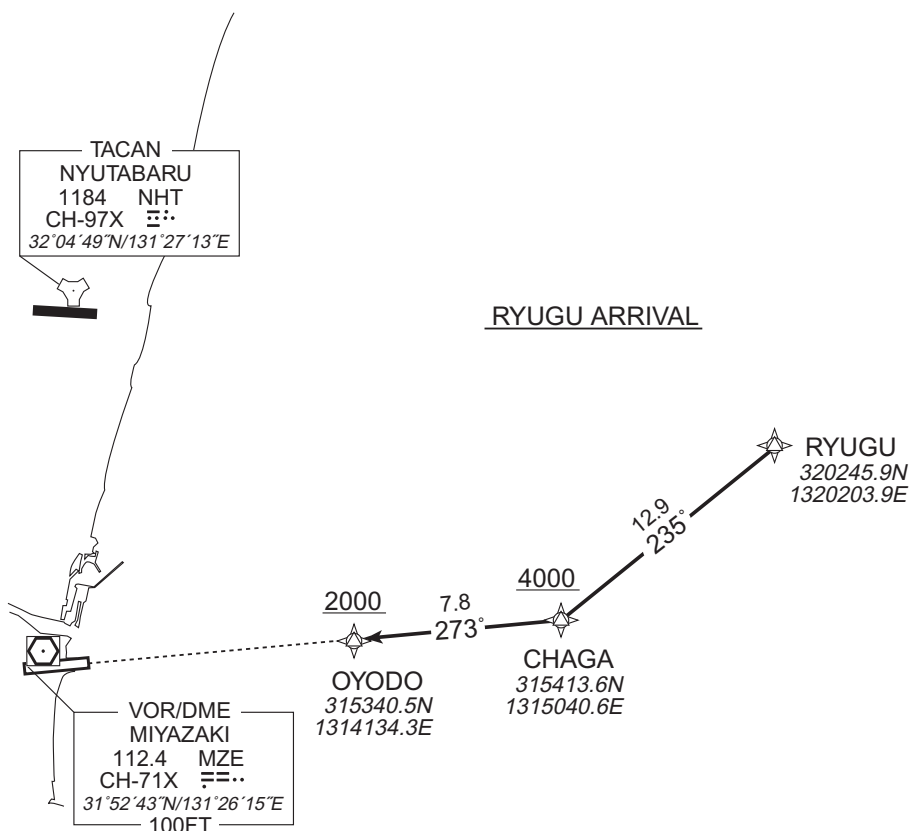 TACAN
NYUTABARU
1184 NHT
CH-97X
32°04´49˝N/131°27´13˝E
RYUGU ARRIVAL
RYUGU
320245.9N
1320203.9E
12.9
235°
4000
CHAGA
315413.6N
1315040.6E
7.8
273°
2000
OYODO
315340.5N
1314134.3E
VOR/DME
MIYAZAKI
112.4 MZE
CH-71X
31°52´43˝N/131°26´15˝E
100FT